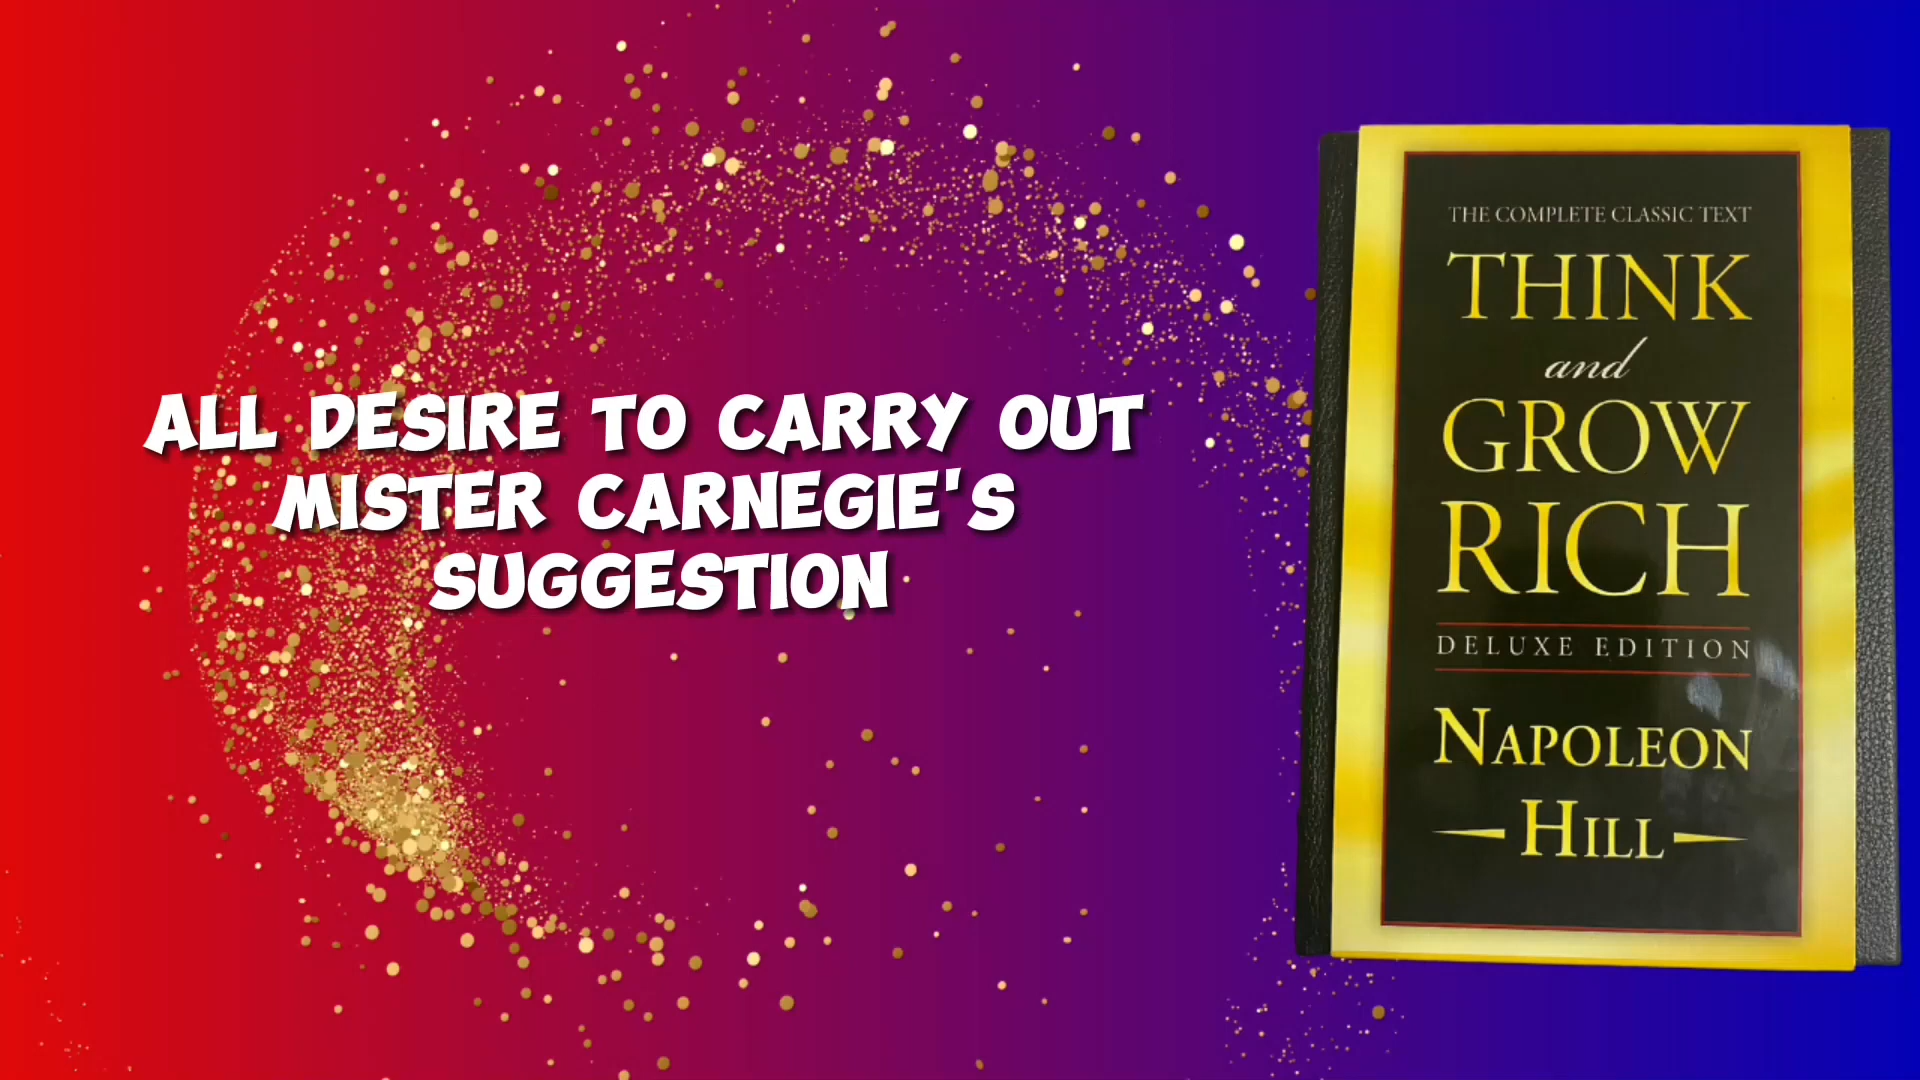 ALL DESIRE TO CARRY OUT
MISTER CARNEGIE'S
SUGGESTION
THE COMPLETE CLASSIC TEXT
THINK
and
GROW
RICH
DELUXE EDITION
NAPOLEON
HILL